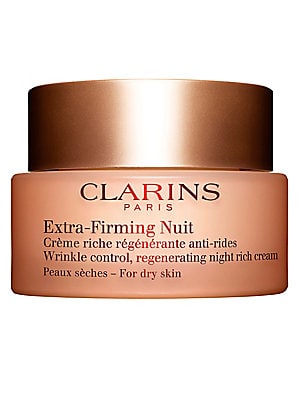 CLARINS
PARIS
Extra-Firming Nuit
Crème riche régénérante anti-rides
Wrinkle control, regenerating night rich cream
Peaux sèches – For dry skin